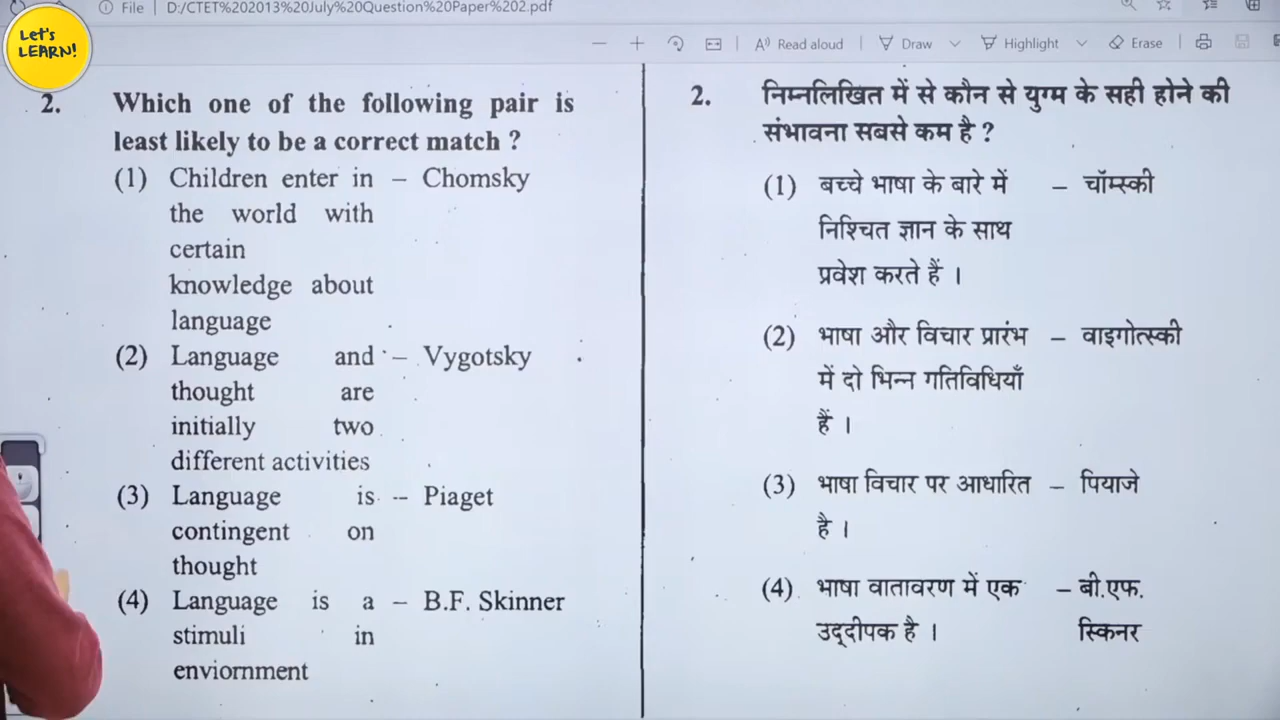 Let's
LEARN!
File | D:/CTET%202013%20July%20Question%20Paper%202.pdf
Read aloud
Draw
Highlight
Erase
2. Which one of the following pair is
least likely to be a correct match ?
(1) Children enter in – Chomsky
the world with
certain
knowledge about
language
(2) Language and – Vygotsky
thought are
initially two
different activities
(3) Language is – Piaget
contingent on
thought
(4) Language is a – B.F. Skinner
stimuli in
enviornment
2. निम्नलिखित में से कौन से युग्म के सही होने की
संभावना सबसे कम है ?
(1) बच्चे भाषा के बारे में – चॉम्स्की
निश्चित ज्ञान के साथ
प्रवेश करते हैं ।
(2) भाषा और विचार प्रारंभ – वाइगोत्स्की
में दो भिन्न गतिविधियाँ
हैं ।
(3) भाषा विचार पर आधारित – पियाजे
है ।
(4) भाषा वातावरण में एक – बी.एफ.
उद्दीपक है । स्किनर